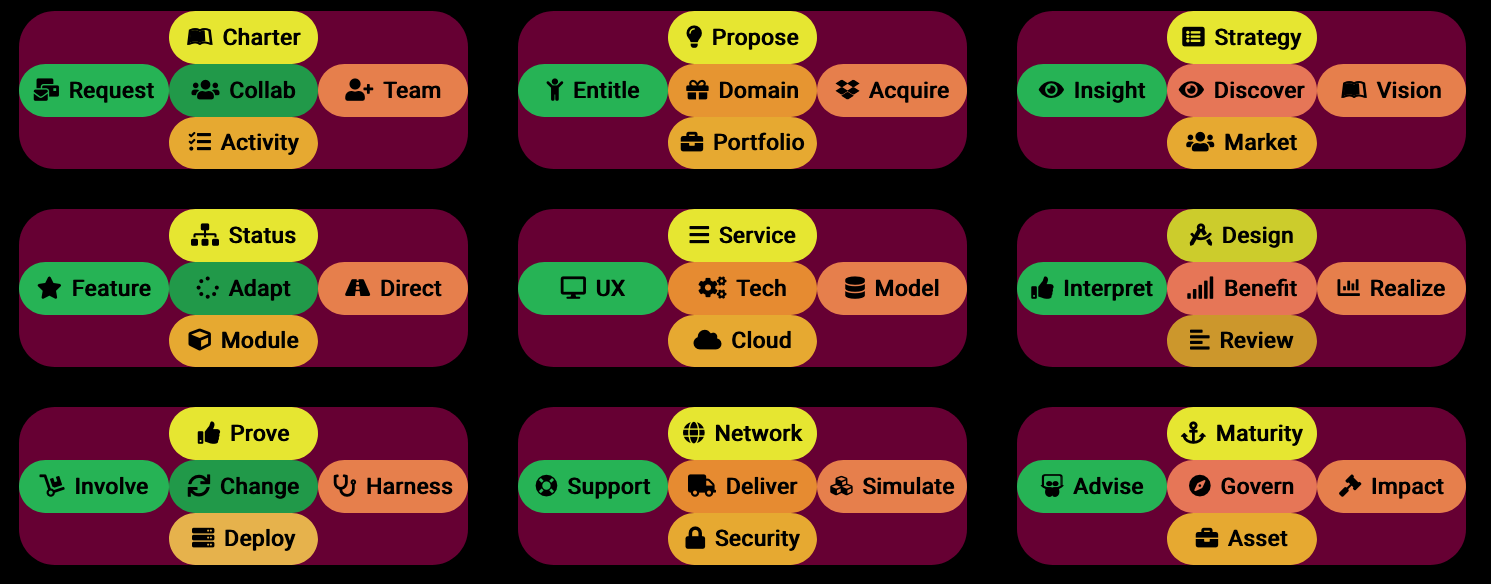 Charter
Request Collab Team
Activity
Propose
Entitle Domain Acquire
Portfolio
Strategy
Insight Discover Vision
Market
Status
Feature Adapt Direct
Module
Service
UX Tech Model
Cloud
Design
Interpret Benefit Realize
Review
Prove
Involve Change Harness
Deploy
Network
Support Deliver Simulate
Security
Maturity
Advise Govern Impact
Asset